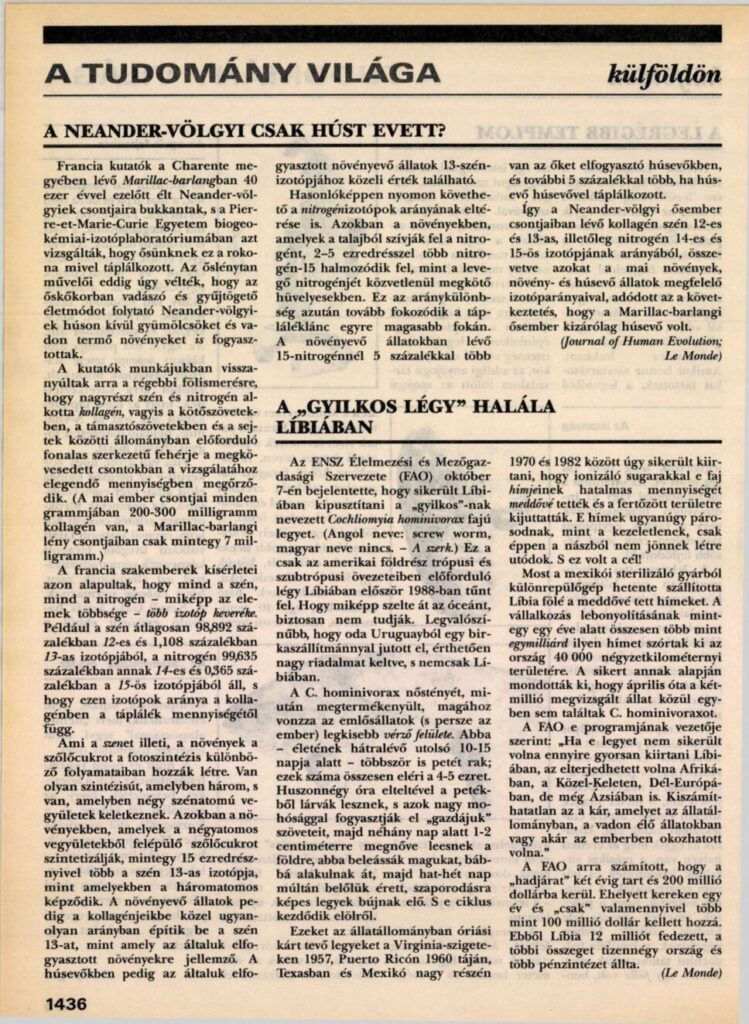 A TUDOMÁNY VILÁGA
külföldön
A NEANDER-VÖLGYI CSAK HÚST EVETT?
Francia kutatók a Charente me-
gyében lévő Marillac-barlangban 40
ezer évvel ezelőtt élt Neander-völ-
gyiek csontjaira bukkantak, s a Pier-
re-et-Marie-Curie Egyetem biogeo-
kémiai-izotóplaboratóriumában azt
vizsgálták, hogy ősünknek ez a roko-
na mivel táplálkozott. Az őslénytan
művelői eddig úgy vélték, hogy az
őskőkorban vadászó és gyűjtögető
életmódot folytató Neander-völgyi-
ek húson kívül gyümölcsöket és va-
don termő növényeket is fogyasz-
tottak.
A kutatók munkájukban vissza-
nyúltak arra a régebbi fölismerésre,
hogy nagyrészt szén és nitrogén al-
kotta kollagén, vagyis a kötőszövetek-
ben, a támasztószövetekben és a sej-
tek közötti állományban előforduló
fonalas szerkezetű fehérje a megkö-
vesedett csontokban a vizsgálatához
elegendő mennyiségben megőrző-
dik. (A mai ember csontjai minden
grammjában 200-300 milligramm
kollagén van, a Marillac-barlangi
lény csontjaiban csak mintegy 7 mil-
ligramm.)
A francia szakemberek kísérletei
azon alapultak, hogy mind a szén,
mind a nitrogén – miképp az ele-
mek többsége – több izotóp keveréke.
Például a szén átlagosan 98,892 szá-
zalékban 12-es és 1,108 százalékban
13-as izotópjából, a nitrogén 99,635
százalékban annak 14-es és 0,365 szá-
zalékban a 15-ös izotópjából áll, s
hogy ezen izotópok aránya a kolla-
génben a táplálék mennyiségétől
függ.
Ami a szenet illeti, a növények a
szőlőcukrot a fotoszintézis különbö-
ző folyamataiban hozzák létre. Van
olyan szintézisút, amelyben három, s
van, amelyben négy szénatomú ve-
gyületek keletkeznek. Azokban a nö-
vényekben, amelyek a négyatomos
vegyületekből felépülő szőlőcukrot
szintetizálják, mintegy 15 ezredrész-
nyivel több a szén 13-as izotópja,
mint amelyekben a háromatomos
képződik. A növényevő állatok pe-
dig a kollagénjeikbe közel ugyan-
olyan arányban építik be a szén
13-at, mint amely az általuk elfo-
gyasztott növényekre jellemző. A
húsevőkben pedig az általuk elfo-
gyasztott növényevő állatok 13-szén-
izotópjához közeli érték található.
Hasonlóképpen nyomon követhe-
tő a nitrogénizotópok arányának elté-
rése is. Azokban a növényekben,
amelyek a talajból szívják fel a nitro-
gént, 2–5 ezredrésszel több nitro-
gén-15 halmozódik fel, mint a leve-
gő nitrogénjét közvetlenül megkötő
hüvelyesekben. Ez az aránykülönb-
ség azután tovább fokozódik a táp-
lálékláncegyre magasabb fokán.
A növényevő állatokban lévő
15-nitrogénnél 5 százalékkal több
van az őket elfogyasztó húsevőkben,
és további 5 százalékkal több, ha hús-
evő húsevővel táplálkozott.
Így a Neander-völgyi ősember
csontjaiban lévő kollagén szén 12-es
és 13-as, illetőleg nitrogén 14-es és
15-ös izotópjának arányából, össze-
vetve azokat a mai növények,
növény- és húsevő állatok megfelelő
izotóparányaival, adódott az a követ-
keztetés, hogy a Marillac-barlangi
ősember kizárólag húsevő volt.
(Journal of Human Evolution;
Le Monde)
A „GYILKOS LÉGY” HALÁLA
LÍBIÁBAN
Az ENSZ Élelmezési és Mezőgaz-
dasági Szervezete (FAO) október
7-én bejelentette, hogy sikerült Líbi-
ában kipusztítani a „gyilkos”-nak
nevezett Cochliomyia hominivorax fajú
legyet. (Angol neve: screw worm,
magyar neve nincs. – A szerk.) Ez a
csak az amerikai földrész trópusi és
szubtrópusi övezeteiben előforduló
légy Líbiában először 1988-ban tűnt
fel. Hogy miképp szelte át az óceánt,
biztosan nem tudják. Legvalószí-
nűbb, hogy oda Uruguayból egy bir-
kaszállítmánnyal jutott el, érthetően
nagy riadalmat keltve, s nemcsak Lí-
biában.
A C. hominivorax nőstényét, mi-
után megtermékenyült, magához
vonzza az emlősállatok (s persze az
ember) legkisebb vérző felülete. Abba
– életének hátralévő utolsó 10-15
napja alatt – többször is petét rak;
ezek száma összesen eléri a 4-5 ezret.
Huszonnégy óra elteltével a peték-
ből lárvák lesznek, s azok nagy mo-
hósággal fogyasztják el „gazdájuk”
szöveteit, majd néhány nap alatt 1-2
centiméterre megnőve leesnek a
földre, abba beleássák magukat, báb-
bá alakulnak át, majd hat-hét nap
múltán belőlük érett, szaporodásra
képes legyek bújnak elő. S e ciklus
kezdődik elölről.
Ezeket az állatállományban óriási
kárt tevő legyeket a Virginia-szigete-
ken 1957, Puerto Ricón 1960 táján,
Texasban és Mexikó nagy részén
1970 és 1982 között úgy sikerült kiir-
tani, hogy ionizáló sugarakkal e faj
hímjeinek hatalmas mennyiségét
meddővé tették és a fertőzött területre
kijuttatták. E hímek ugyanúgy páro-
sodnak, mint a kezeletlenek, csak
éppen a nászból nem jönnek létre
utódok. S ez volt a cél!
Most a mexikói sterilizáló gyárból
különrepülőgép hetente szállította
Líbia fölé a meddővé tett hímeket. A
vállalkozás lebonyolításának mint-
egy egy éve alatt összesen több mint
egymilliárd ilyen hímet szórtak ki az
ország 40 000 négyzetkilométernyi
területére. A sikert annak alapján
mondották ki, hogy április óta a két-
millió megvizsgált állat közül egy-
ben sem találtak C. hominivoraxot.
A FAO e programjának vezetője
szerint: „Ha e legyet nem sikerült
volna ennyire gyorsan kiirtani Líbi-
ában, az elterjedhetett volna Afriká-
ban, a Közel-Keleten, Dél-Európá-
ban, de még Ázsiában is. Kiszámít-
hatatlan az a kár, amelyet az állatál-
lományban, a vadon élő állatokban
vagy akár az emberben okozhatott
volna.”
A FAO arra számított, hogy a
„hadjárat” két évig tart és 200 millió
dollárba kerül. Ehelyett kereken egy
év és „csak” valamennyivel több
mint 100 millió dollár kellett hozzá.
Ebből Líbia 12 milliót fedezett, a
többi összeget tizennégy ország és
több pénzintézet állta.
(Le Monde)
1436